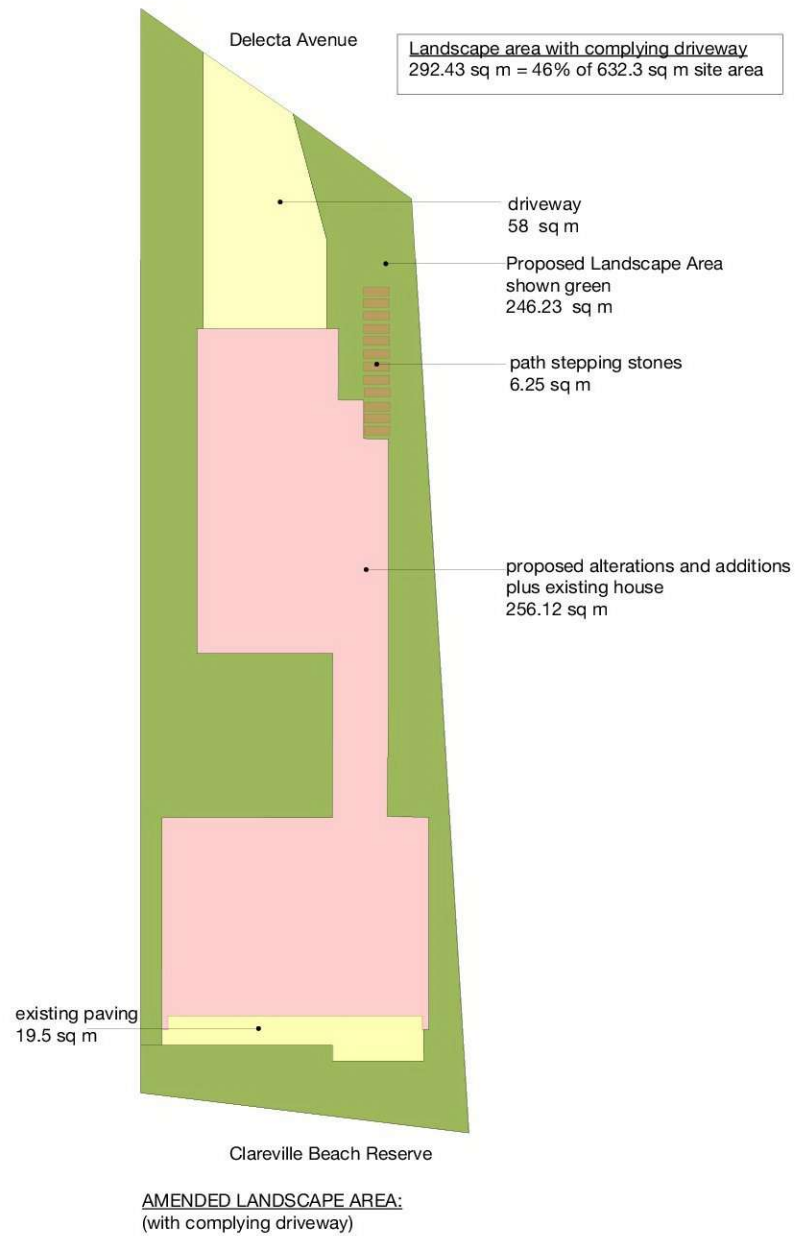 Delecta Avenue
Landscape area with complying driveway
292.43 sq m = 46% of 632.3 sq m site area
driveway
58 sq m
Proposed Landscape Area
shown green
246.23 sq m
path stepping stones
6.25 sq m
proposed alterations and additions
plus existing house
256.12 sq m
existing paving
19.5 sq m
Clareville Beach Reserve
AMENDED LANDSCAPE AREA:
(with complying driveway)